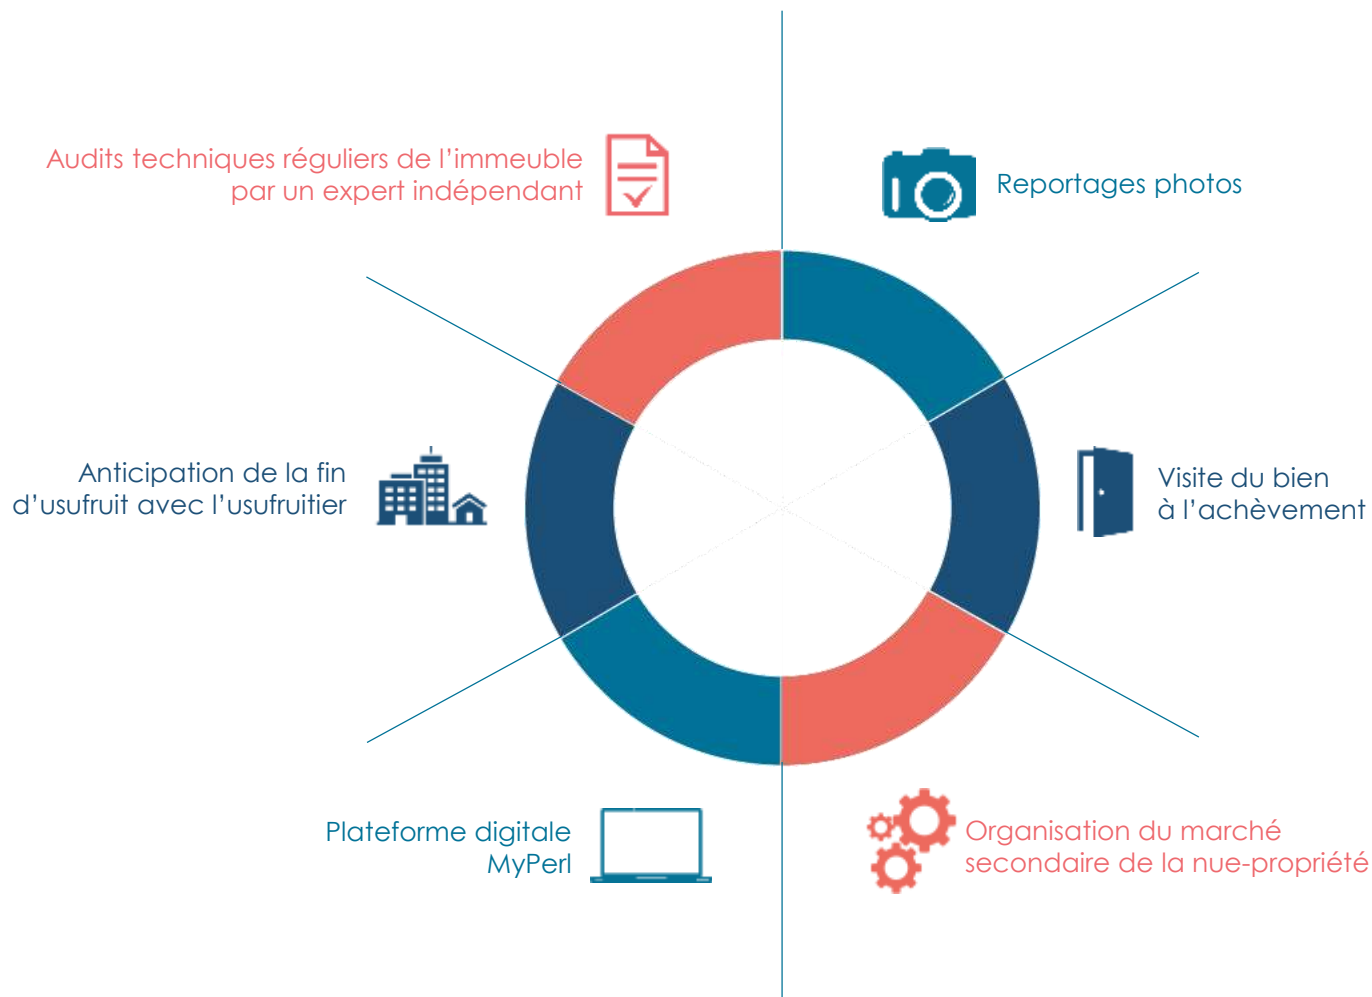 Audits techniques réguliers de l’immeuble
par un expert indépendant
Reportages photos
Anticipation de la fin
d’usufruit avec l’usufruitier
Visite du bien
à l’achèvement
Plateforme digitale
MyPerl
Organisation du marché
secondaire de la nue-propriété